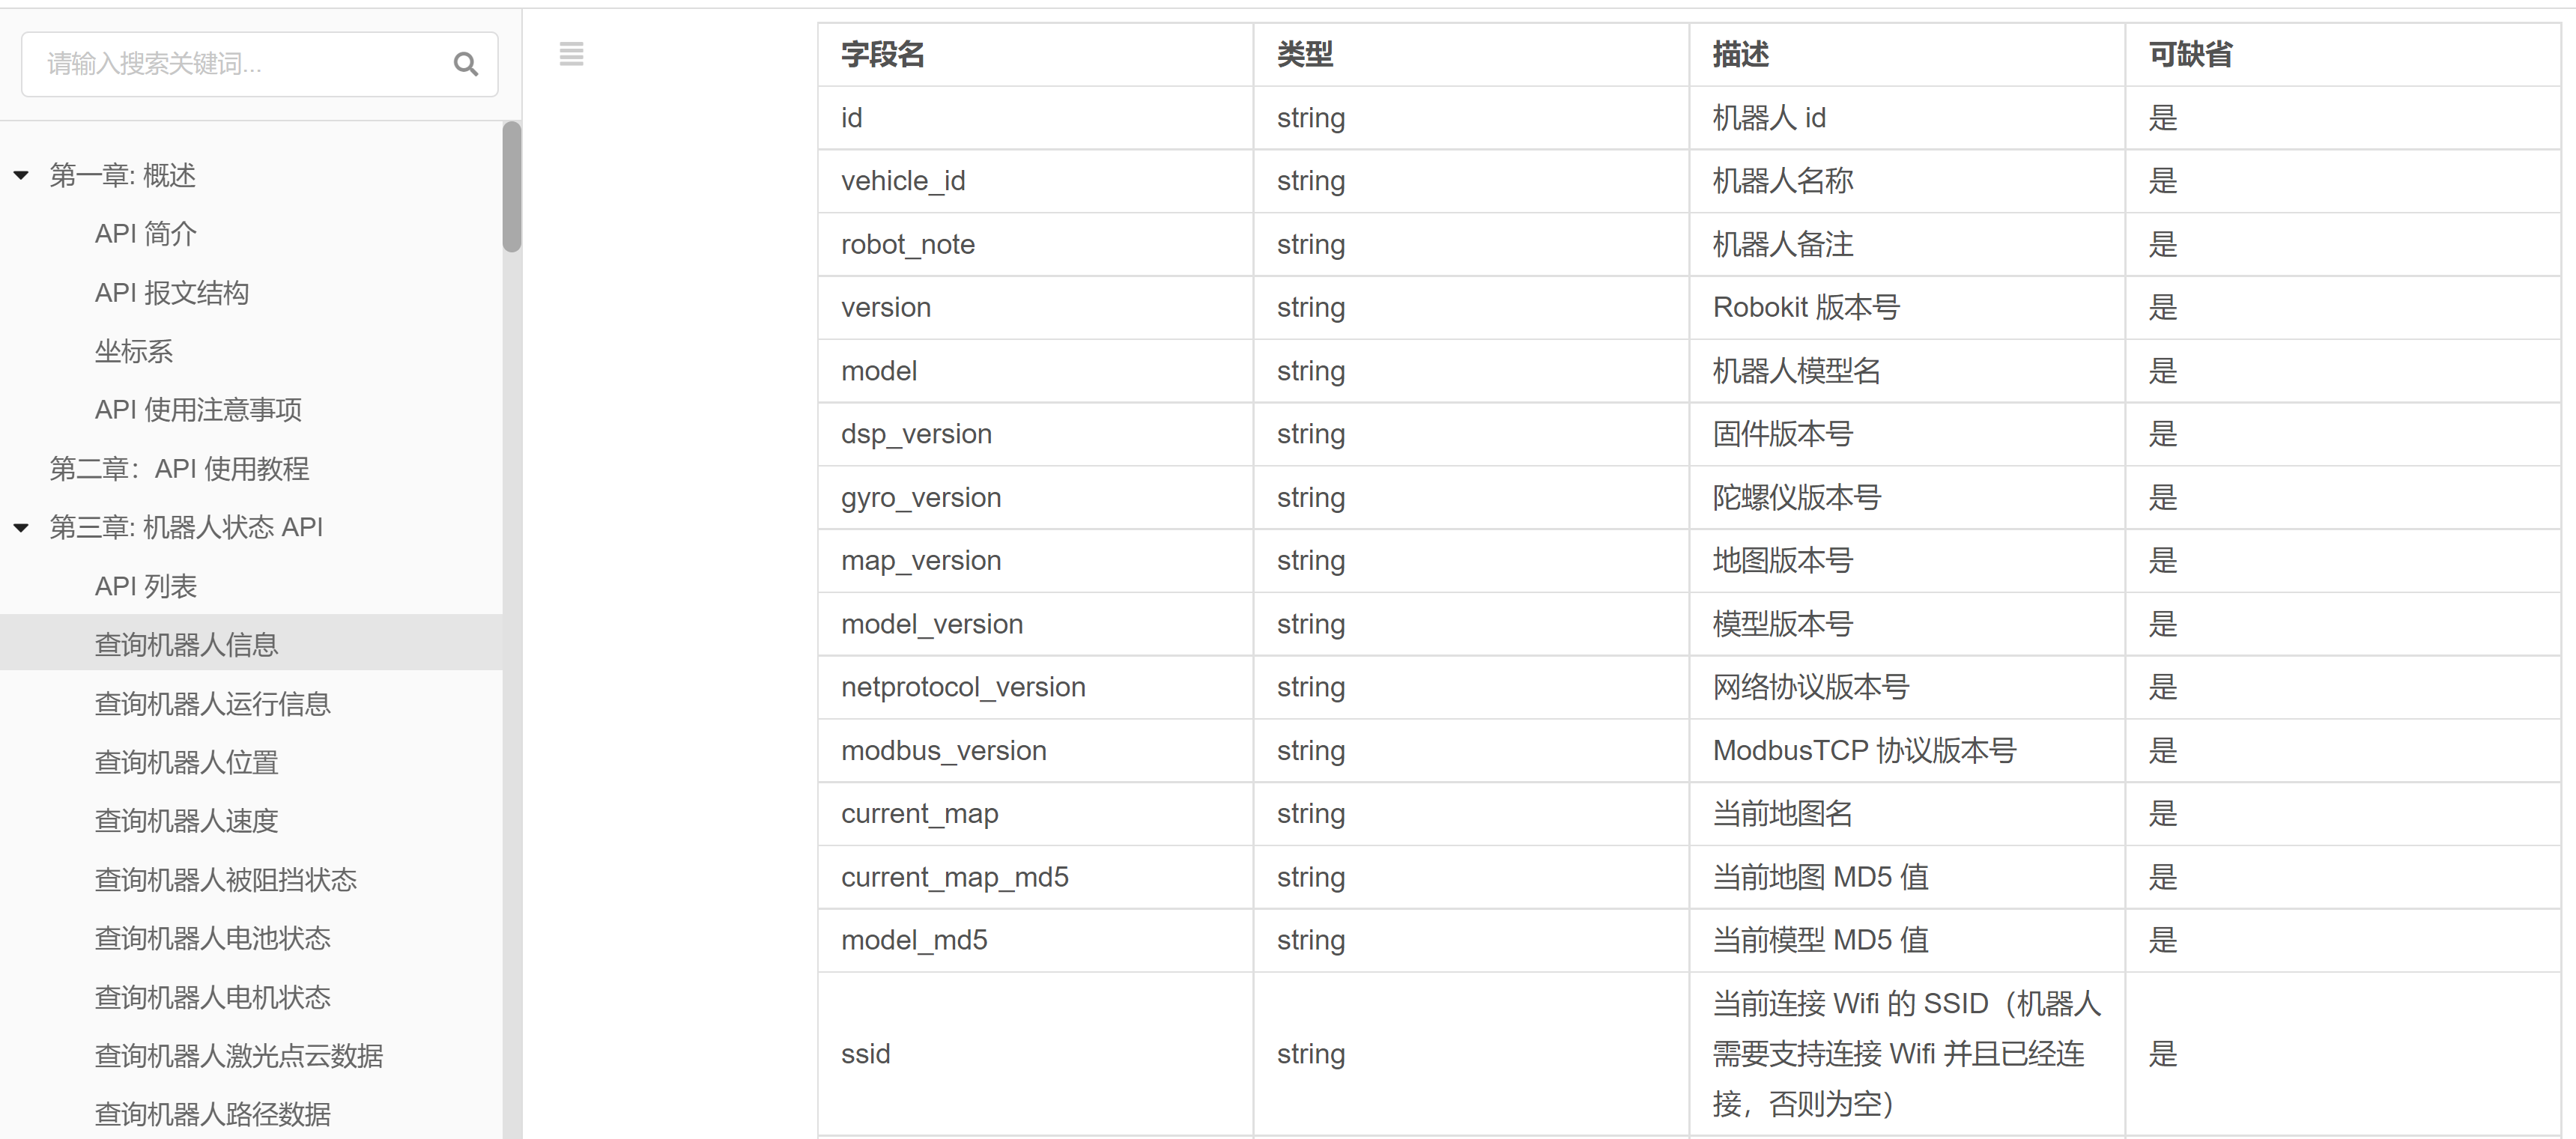 请输入搜索关键词...
第一章: 概述
API 简介
API 报文结构
坐标系
API 使用注意事项
第二章：API 使用教程
第三章: 机器人状态 API
API 列表
查询机器人信息
查询机器人运行信息
查询机器人位置
查询机器人速度
查询机器人被阻挡状态
查询机器人电池状态
查询机器人电机状态
查询机器人激光点云数据
查询机器人路径数据
字段名 类型 描述 可缺省
id string 机器人 id 是
vehicle_id string 机器人名称 是
robot_note string 机器人备注 是
version string Robokit 版本号 是
model string 机器人模型名 是
dsp_version string 固件版本号 是
gyro_version string 陀螺仪版本号 是
map_version string 地图版本号 是
model_version string 模型版本号 是
netprotocol_version string 网络协议版本号 是
modbus_version string ModbusTCP 协议版本号 是
current_map string 当前地图名 是
current_map_md5 string 当前地图 MD5 值 是
model_md5 string 当前模型 MD5 值 是
ssid string 当前连接 Wifi 的 SSID（机器人
需要支持连接 Wifi 并且已经连
接，否则为空） 是